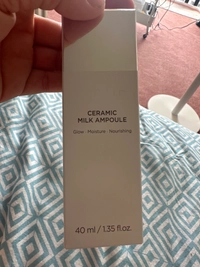 CERAMIC
MILK AMPOULE
Glow · Moisture · Nourishing
40 ml / 1.35 fl.oz.